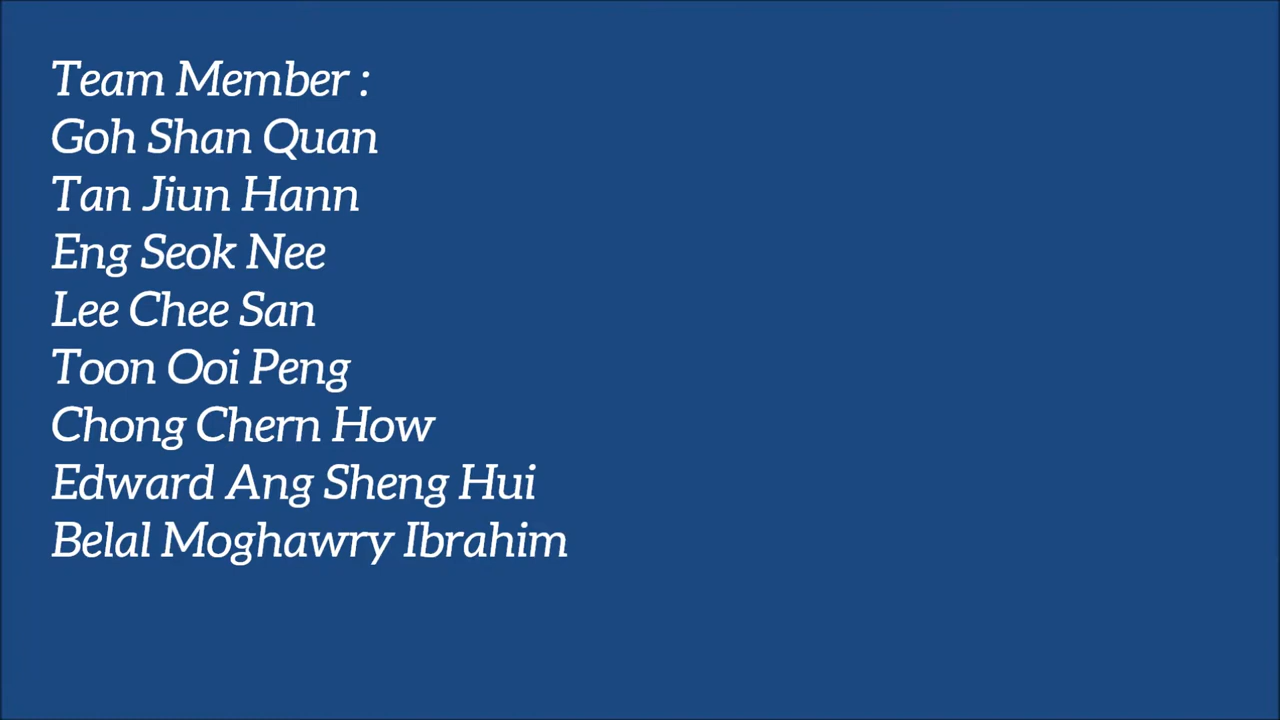 Team Member :
Goh Shan Quan
Tan Jiun Hann
Eng Seok Nee
Lee Chee San
Toon Ooi Peng
Chong Chern How
Edward Ang Sheng Hui
Belal Moghawry Ibrahim